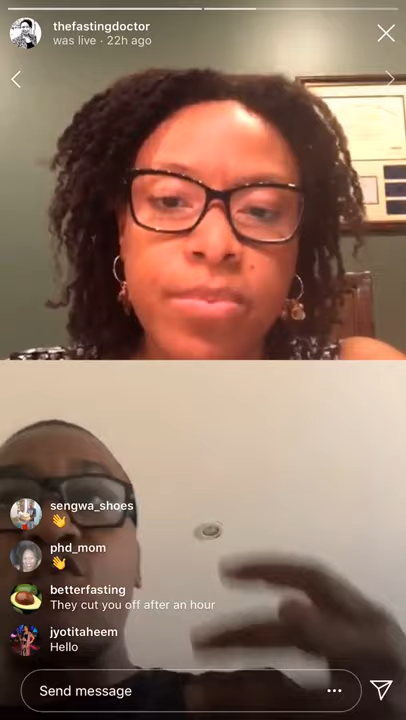 thefastingdoctor
was live · 22h ago
sengwa_shoes
👋
phd_mom
👋
betterfasting
They cut you off after an hour
jyotitaheem
Hello
Send message